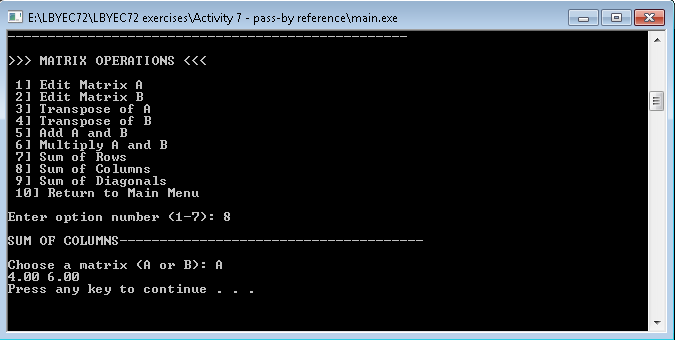 E:\LBYEC72\LBYEC72 exercises\Activity 7 - pass-by reference\main.exe
--------------------------------------------------
>>> MATRIX OPERATIONS <<<
1] Edit Matrix A
2] Edit Matrix B
3] Transpose of A
4] Transpose of B
5] Add A and B
6] Multiply A and B
7] Sum of Rows
8] Sum of Columns
9] Sum of Diagonals
10] Return to Main Menu
Enter option number (1-7): 8
SUM OF COLUMNS--------------------------------------
Choose a matrix (A or B): A
4.00 6.00
Press any key to continue . . .